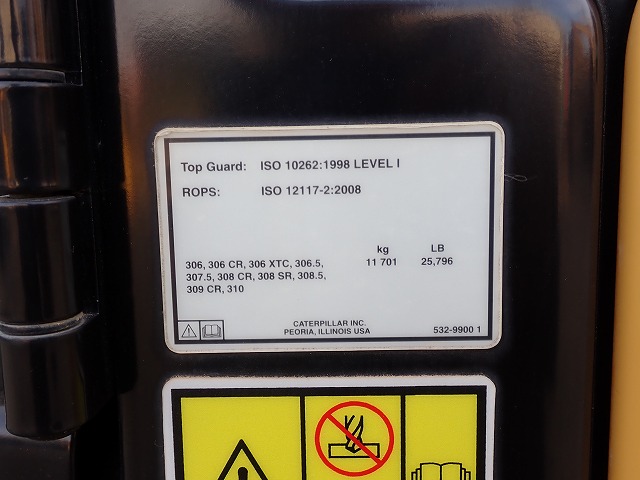 Top Guard: ISO 10262:1998 LEVEL I
ROPS: ISO 12117-2:2008
kg LB
306, 306 CR, 306 XTC, 306.5, 11 701 25,796
307.5, 308 CR, 308 SR, 308.5,
309 CR, 310
CATERPILLAR INC.
PEORIA, ILLINOIS USA 532-9900 1